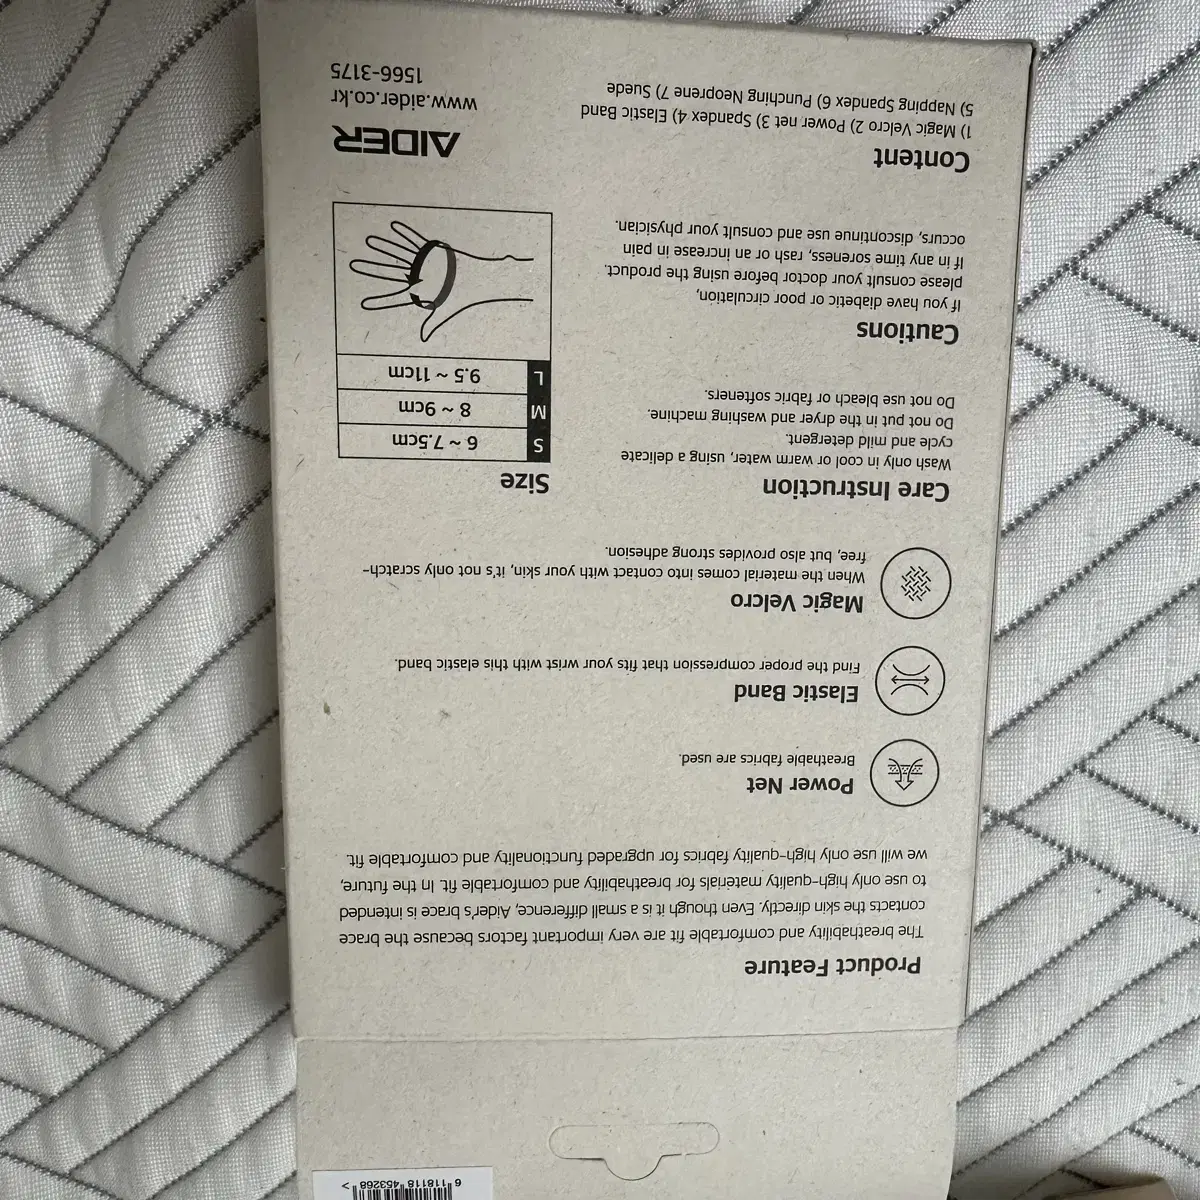 6 118118 453268 >
Product Feature
The breathability and comfortable fit are very important factors because the brace
contacts the skin directly. Even though it is a small difference, Aider's brace is intended
to use only high-quality materials for breathability and comfortable fit. In the future,
we will use only high-quality fabrics for upgraded functionality and comfortable fit.
Power Net
Breathable fabrics are used.
Elastic Band
Find the proper compression that fits your wrist with this elastic band.
Magic Velcro
When the material comes into contact with your skin, it's not only scratch-
free, but also provides strong adhesion.
Care Instruction
Wash only in cool or warm water, using a delicate
cycle and mild detergent.
Do not put in the dryer and washing machine.
Do not use bleach or fabric softeners.
Cautions
If you have diabetic or poor circulation,
please consult your doctor before using the product.
If in any time soreness, rash or an increase in pain
occurs, discontinue use and consult your physician.
Content
1) Magic Velcro 2) Power net 3) Spandex 4) Elastic Band
5) Napping Spandex 6) Punching Neoprene 7) Suede
Size
S 6 ~ 7.5cm
M 8 ~ 9cm
L 9.5 ~ 11cm
AIDER
www.aider.co.kr
1566-3175